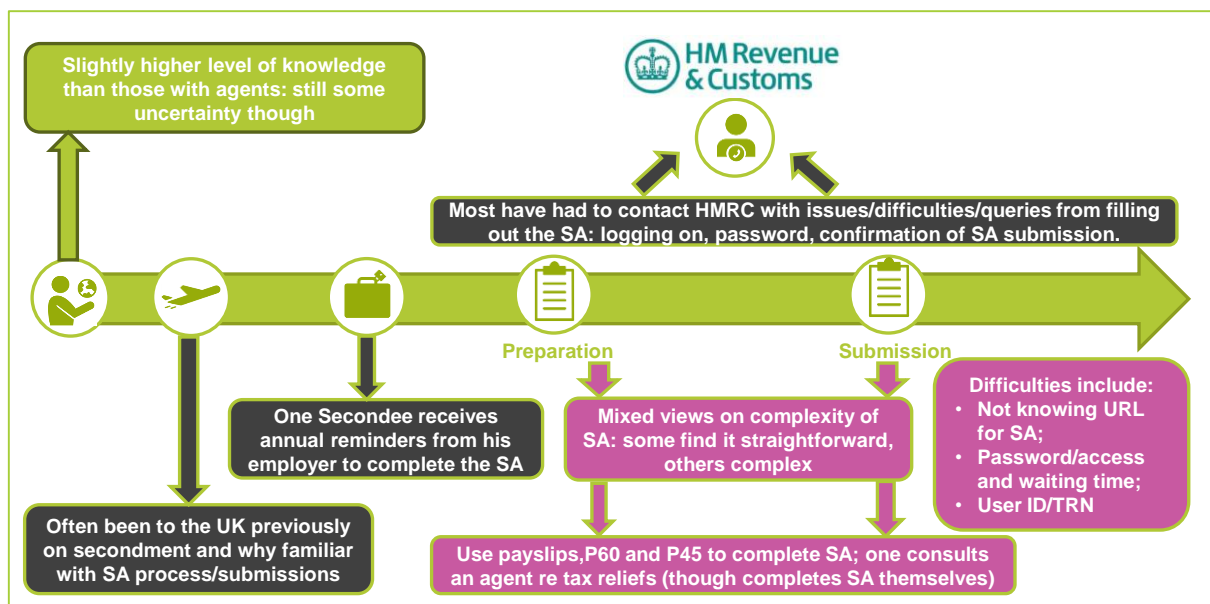 Slightly higher level of knowledge
than those with agents: still some
uncertainty though
HM Revenue
& Customs
Most have had to contact HMRC with issues/difficulties/queries from filling
out the SA: logging on, password, confirmation of SA submission.
Preparation
Submission
One Secondee receives
annual reminders from his
employer to complete the SA
Mixed views on complexity of
SA: some find it straightforward,
others complex
Difficulties include:
• Not knowing URL
for SA;
• Password/access
and waiting time;
• User ID/TRN
Often been to the UK previously
on secondment and why familiar
with SA process/submissions
Use payslips,P60 and P45 to complete SA; one consults
an agent re tax reliefs (though completes SA themselves)